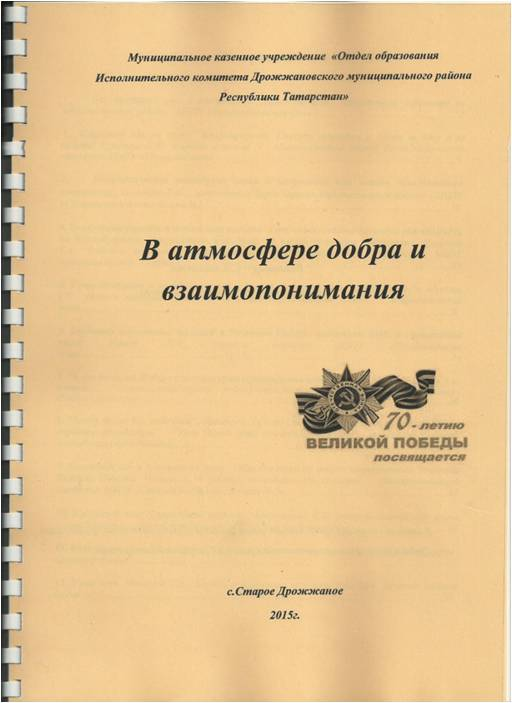 Муниципальное казенное учреждение «Отдел образования
Исполнительного комитета Дрожжановского муниципального района
Республики Татарстан»
В атмосфере добра и
взаимопонимания
70 - летию
ВЕЛИКОЙ ПОБЕДЫ
посвящается
с.Старое Дрожжаное
2015г.